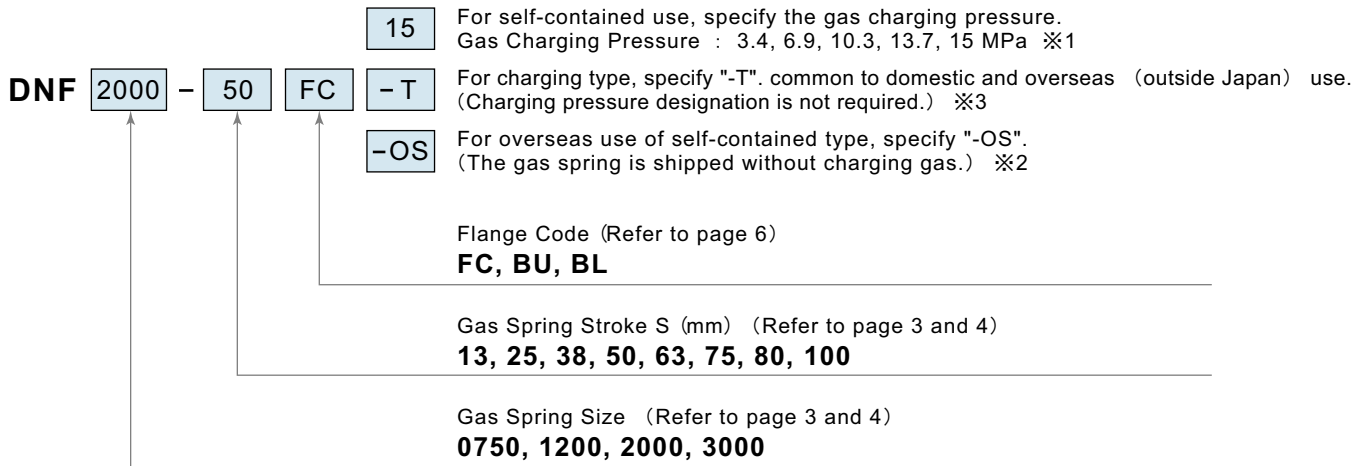 15
For self-contained use, specify the gas charging pressure.
Gas Charging Pressure : 3.4, 6.9, 10.3, 13.7, 15 MPa ※1
DNF 2000 – 50 FC –T
For charging type, specify "-T". common to domestic and overseas （outside Japan） use.
（Charging pressure designation is not required.） ※3
–OS
For overseas use of self-contained type, specify "-OS".
（The gas spring is shipped without charging gas.） ※2
Flange Code（Refer to page 6）
FC, BU, BL
Gas Spring Stroke S（mm）（Refer to page 3 and 4）
13, 25, 38, 50, 63, 75, 80, 100
Gas Spring Size （Refer to page 3 and 4）
0750, 1200, 2000, 3000